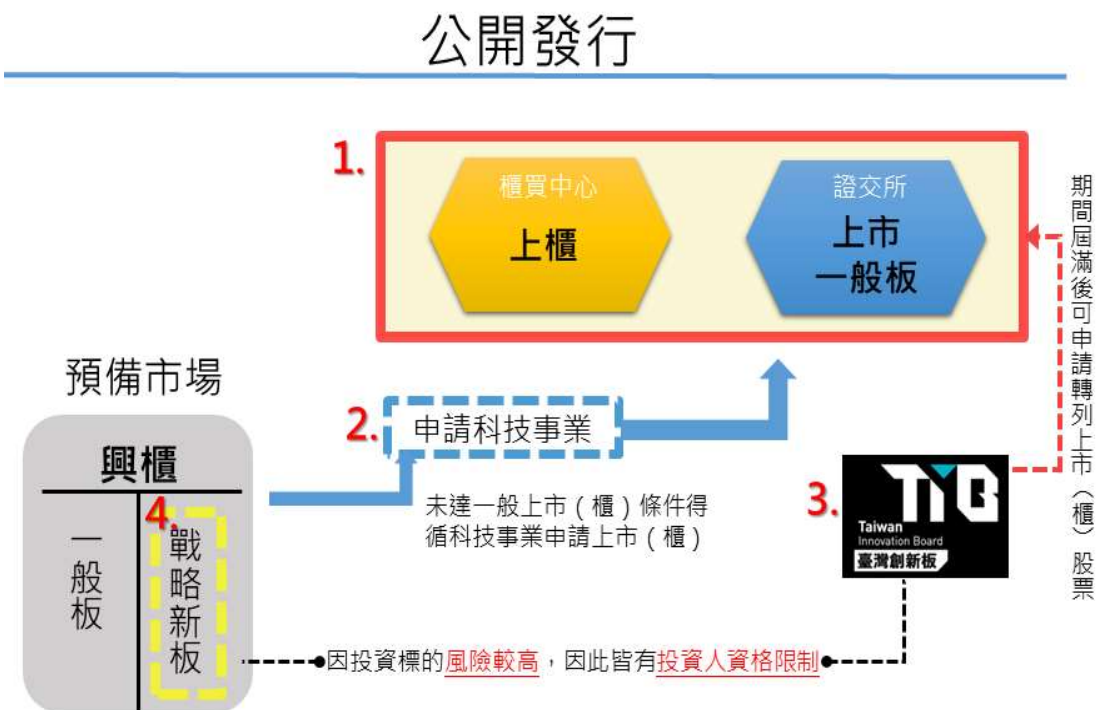 公開發行
1.
櫃買中心
上櫃
證交所
上市
一般板
期間屆滿後可申請轉列上市（櫃）股票
預備市場
興櫃
一般板
4.
戰略新板
2.
申請科技事業
未達一般上市（櫃）條件得
循科技事業申請上市（櫃）
3.
TiB
Taiwan
Innovation Board
臺灣創新板
因投資標的風險較高，因此皆有投資人資格限制